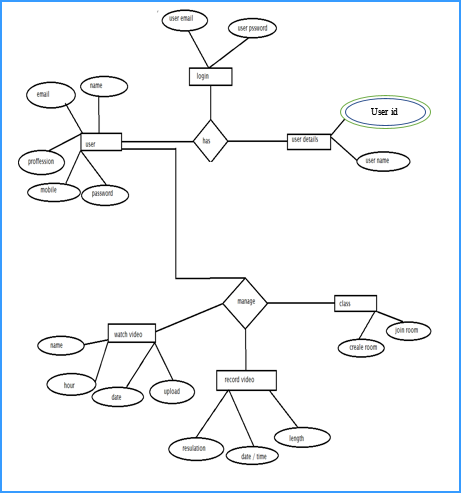 user email
user pssword
login
email
name
user
has
user details
User id
proffession
mobile
password
user name
manage
class
join room
creale room
watch video
name
hour
date
upload
record video
resulation
date / time
length